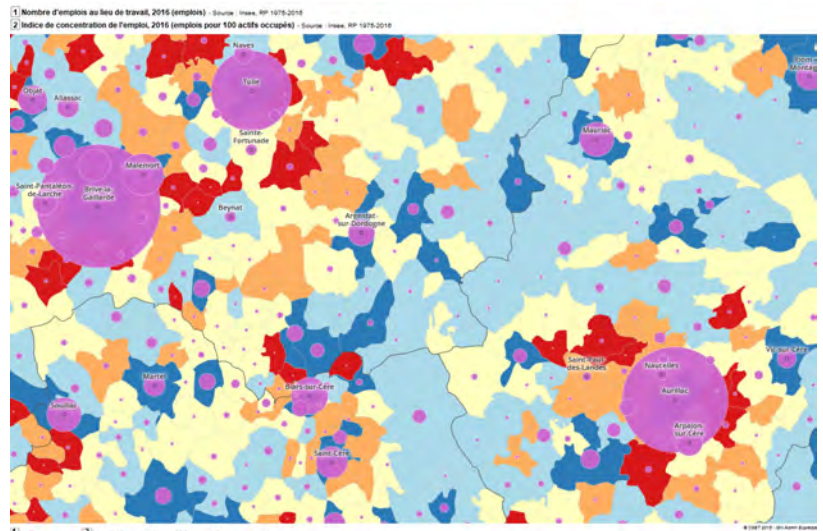 1 Nombre d'emplois au lieu de travail, 2016 (emplois) - Source : Insee, RP 1975-2016
2 Indice de concentration de l'emploi, 2016 (emplois pour 100 actifs occupés) - Source : Insee, RP 1975-2016
Naves
Tulle
Objat
Allassac
Sainte-
Fortunade
Mauriac
Malemort
Saint-Pantaléon-
de-Larche
Brive-la-
Gaillarde
Beynat
Argentat-
sur-Dordogne
Saint-Paul-
des-Landes
Naucelles
Vic-sur-Cère
Aurillac
Arpajon-
sur-Cère
Martel
Biars-sur-Cère
Souillac
Saint-Céré